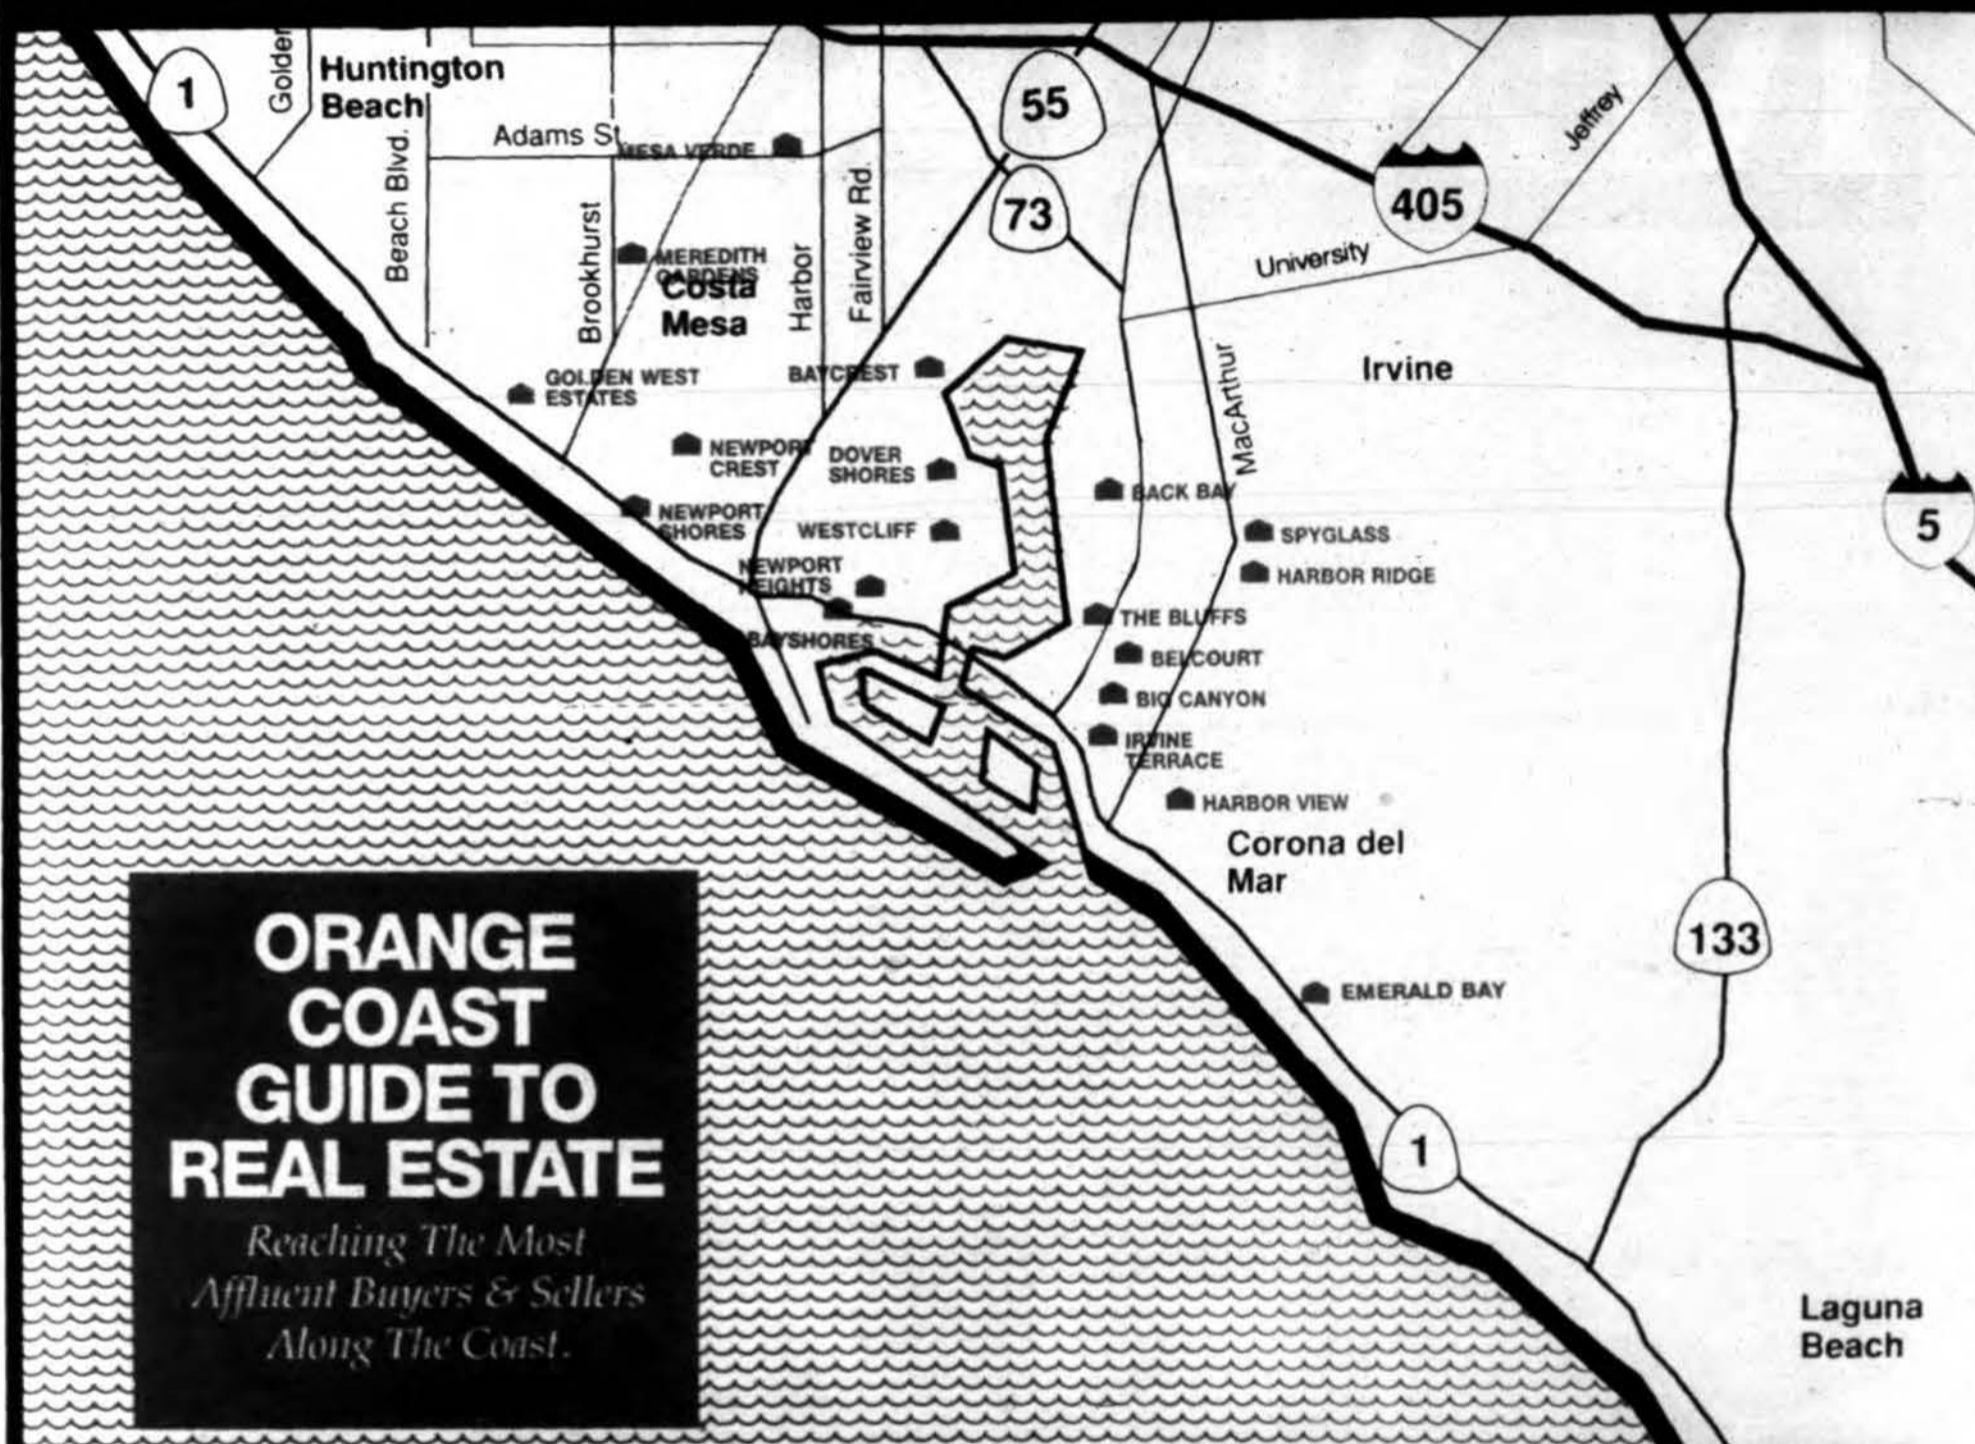 1
Golden
Huntington
Beach
55
Jeffrey
Adams St.
MESA VERDE
Beach Blvd.
Brookhurst
Harbor
Fairview Rd.
73
405
University
MEREDITH
GARDENS
Costa
Mesa
Irvine
MacArthur
BAYCREST
GOLDEN WEST
ESTATES
NEWPORT
CREST
DOVER
SHORES
BACK BAY
5
NEWPORT
SHORES
WESTCLIFF
SPYGLASS
NEWPORT
HEIGHTS
HARBOR RIDGE
BAYSHORES
THE BLUFFS
BELCOURT
BIG CANYON
IRVINE
TERRACE
HARBOR VIEW
Corona del
Mar
133
EMERALD BAY
1
Laguna
Beach
ORANGE
COAST
GUIDE TO
REAL ESTATE
Reaching The Most
Affluent Buyers & Sellers
Along The Coast.